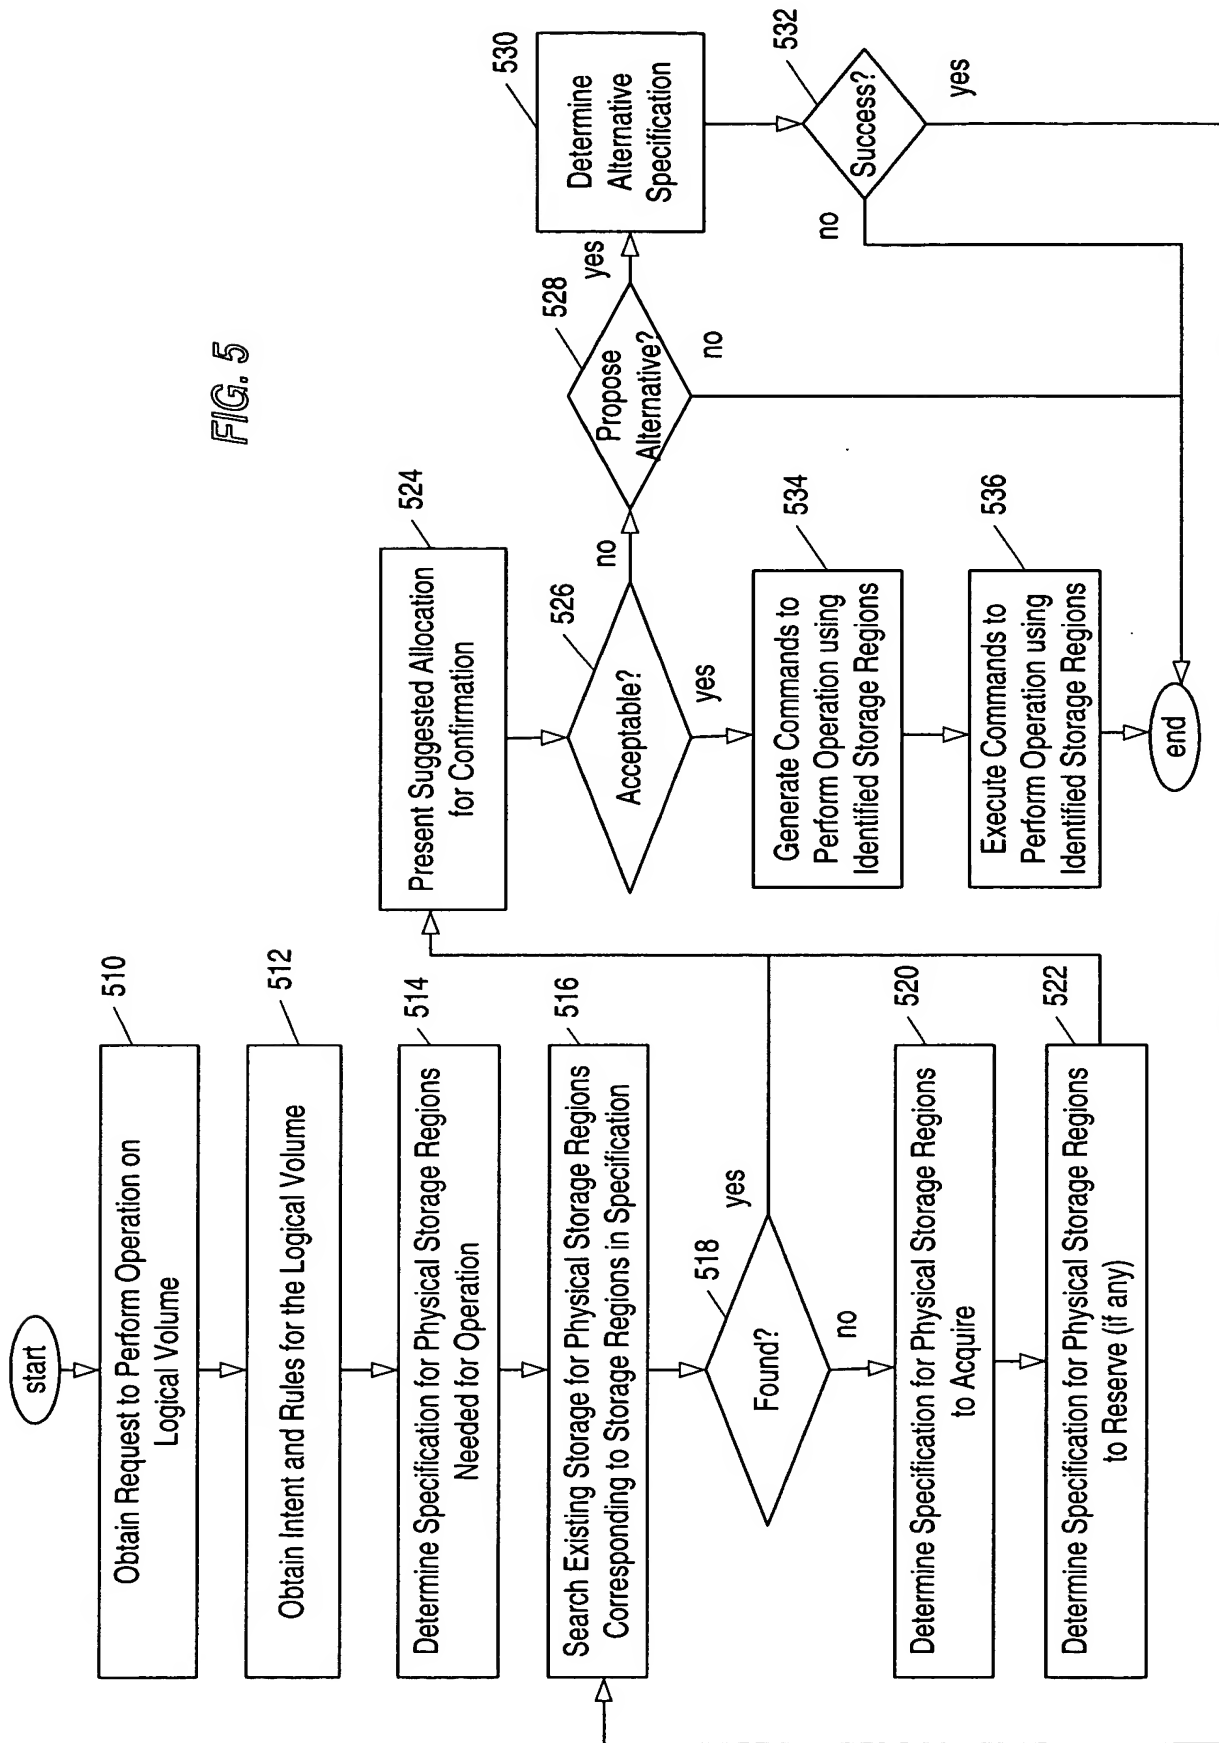 FIG. 5
start
510
Obtain Request to Perform Operation on
Logical Volume
512
Obtain Intent and Rules for the Logical Volume
514
Determine Specification for Physical Storage Regions
Needed for Operation
516
Search Existing Storage for Physical Storage Regions
Corresponding to Storage Regions in Specification
518
Found?
yes
no
520
Determine Specification for Physical Storage Regions
to Acquire
522
Determine Specification for Physical Storage Regions
to Reserve (if any)
524
Present Suggested Allocation
for Confirmation
526
Acceptable?
no
yes
528
Propose
Alternative?
yes
no
530
Determine
Alternative
Specification
532
Success?
no
yes
534
Generate Commands to
Perform Operation using
Identified Storage Regions
536
Execute Commands to
Perform Operation using
Identified Storage Regions
end